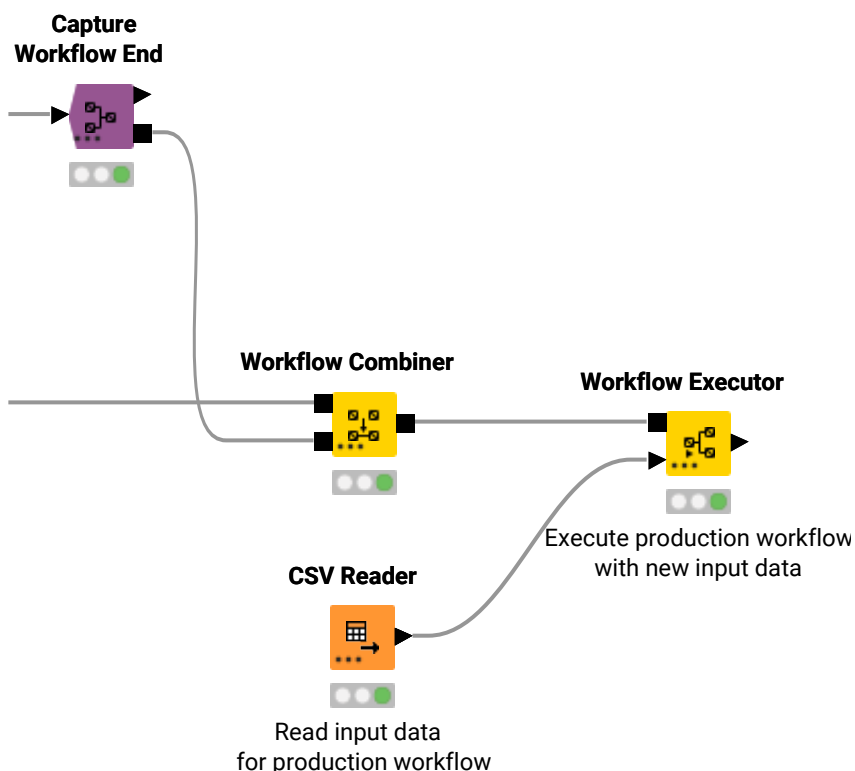 Capture
Workflow End
Workflow Combiner
Workflow Executor
Execute production workflow
with new input data
CSV Reader
Read input data
for production workflow